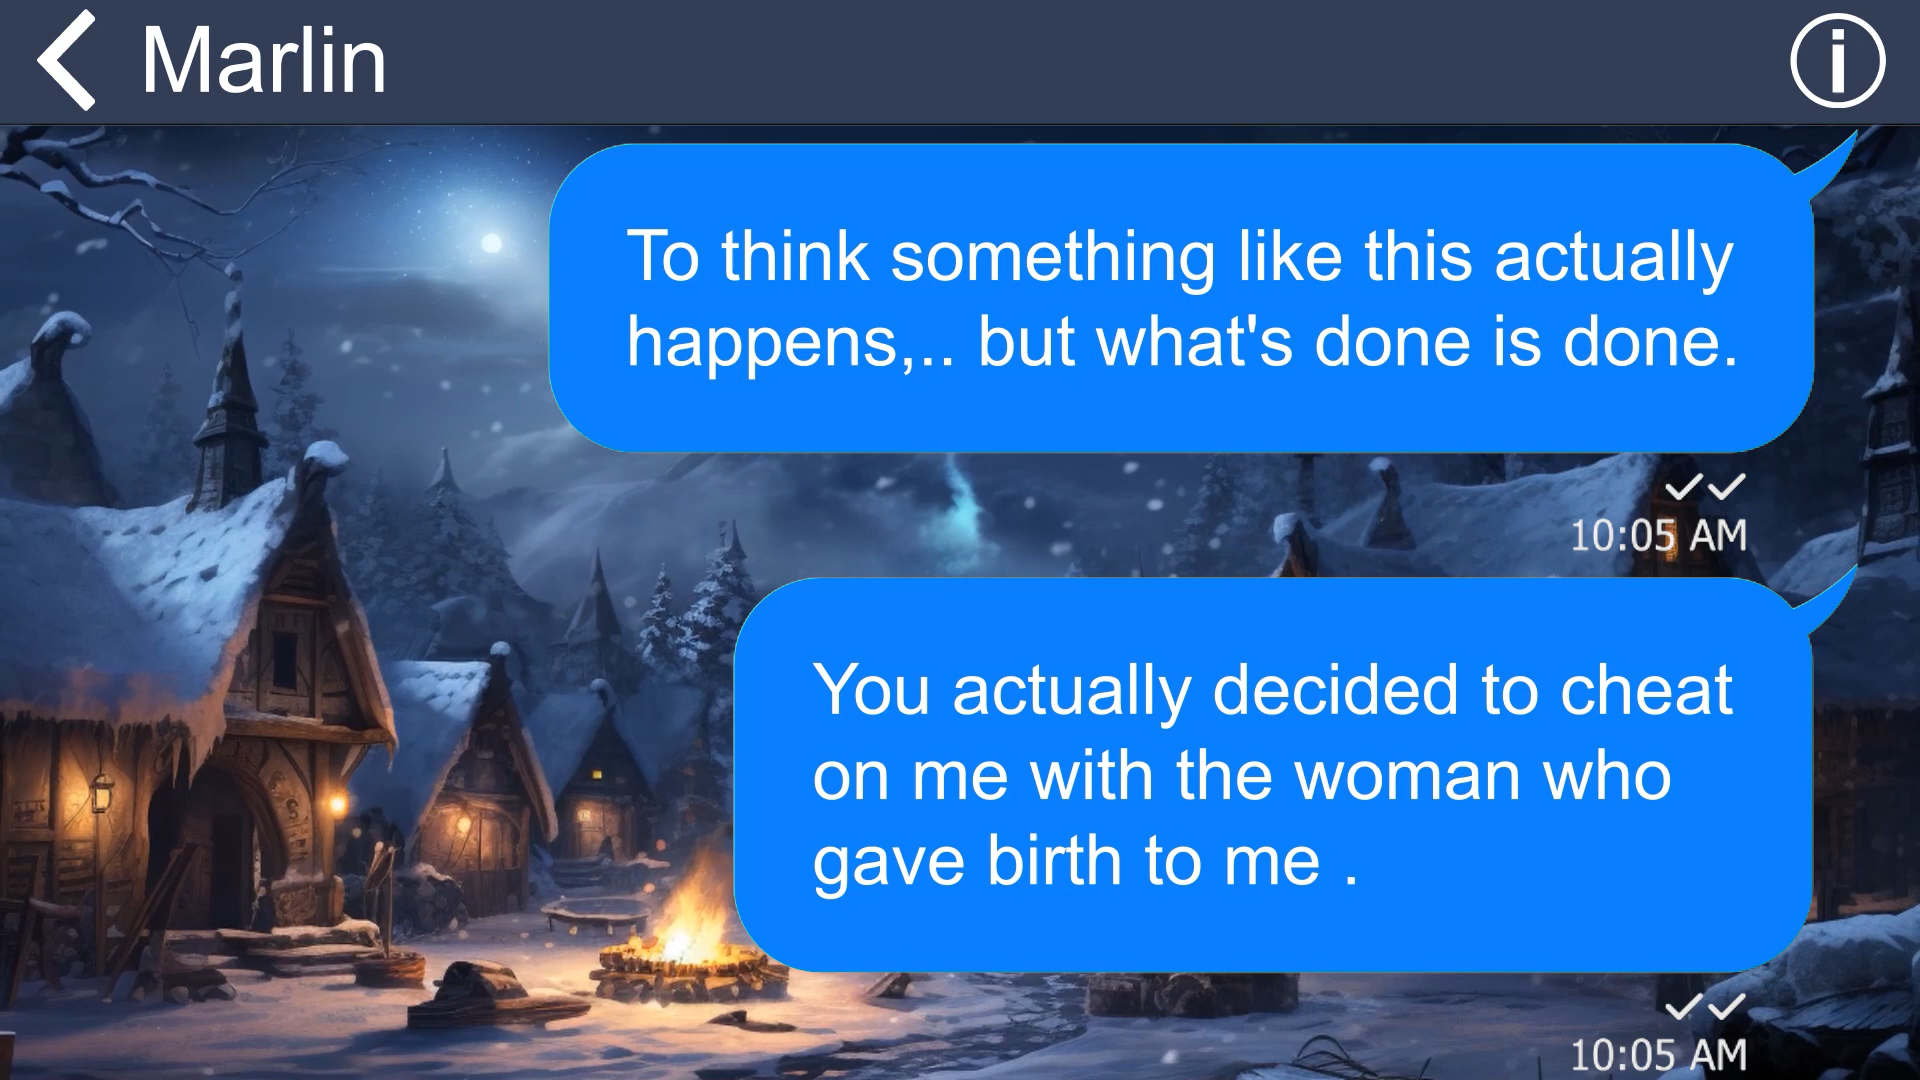 Marlin
To think something like this actually
happens,.. but what's done is done.
10:05 AM
You actually decided to cheat
on me with the woman who
gave birth to me .
10:05 AM